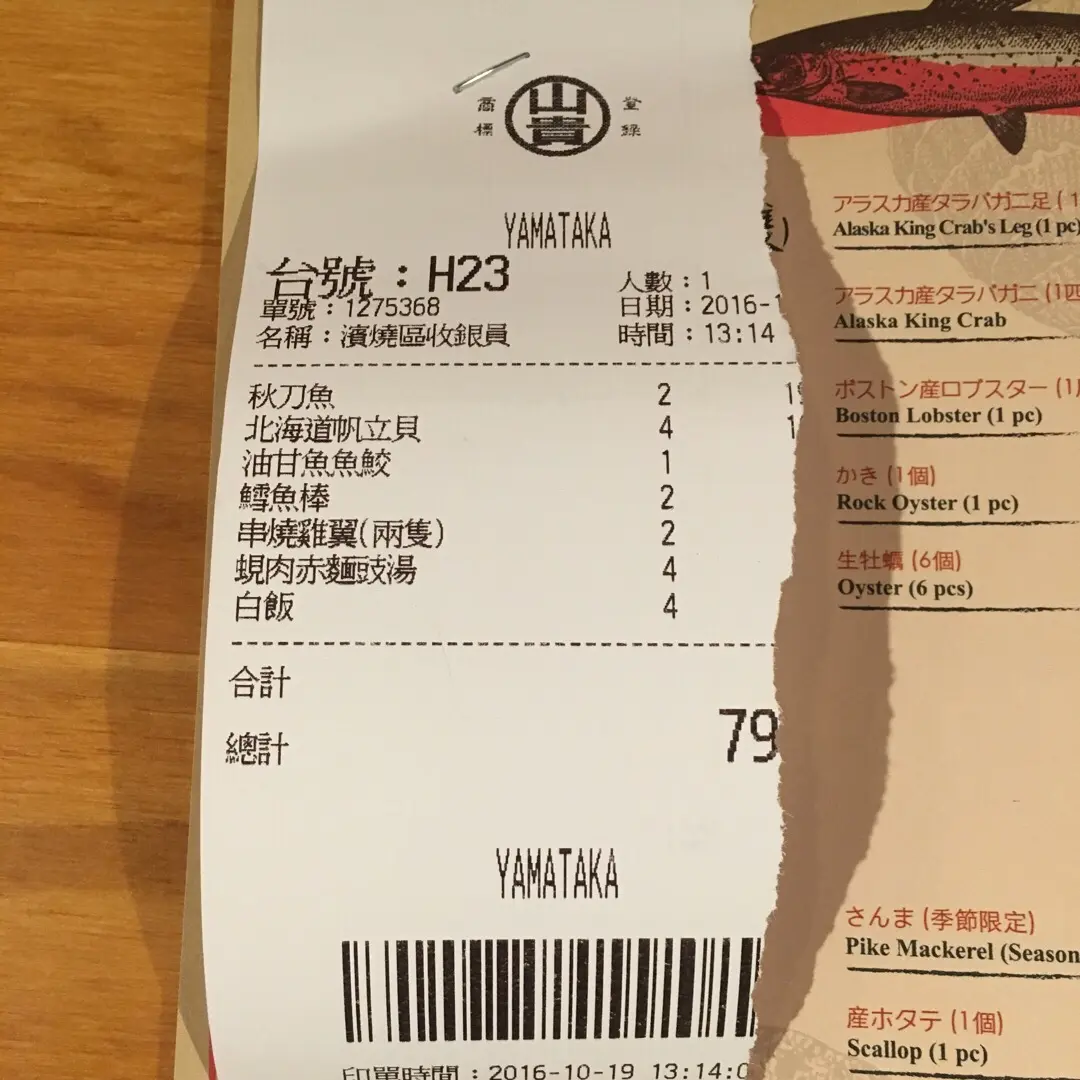 商標 山貴 登錄
YAMATAKA
台號：H23
人數：1
單號：1275368
日期：2016-1
名稱：濱燒區收銀員
時間：13:14
秋刀魚 2
北海道帆立貝 4
油甘魚魚鮫 1
鱈魚棒 2
串燒雞翼(兩隻) 2
蜆肉赤麵豉湯 4
白飯 4
合計
總計
79
YAMATAKA
印單時間：2016-10-19 13:14:0
アラスカ産タラバガニ足 (1
Alaska King Crab's Leg (1 pc)
アラスカ産タラバガニ (1匹
Alaska King Crab
ボストン産ロブスター (1
Boston Lobster (1 pc)
かき (1個)
Rock Oyster (1 pc)
生牡蠣 (6個)
Oyster (6 pcs)
さんま (季節限定)
Pike Mackerel (Season
産ホタテ (1個)
Scallop (1 pc)